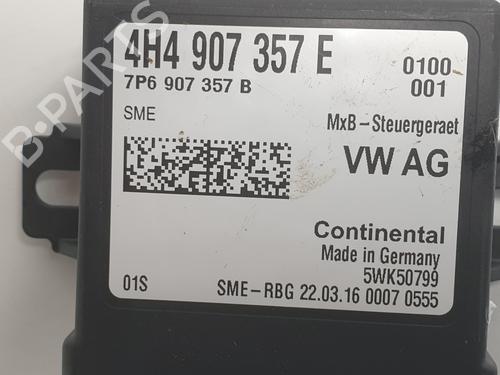 4H4 907 357 E
0100
7P6 907 357 B
001
SME
MxB-Steuergeraet
VW AG
Continental
Made in Germany
5WK50799
01S
SME-RBG 22.03.16 0007 0555
B-PARTS